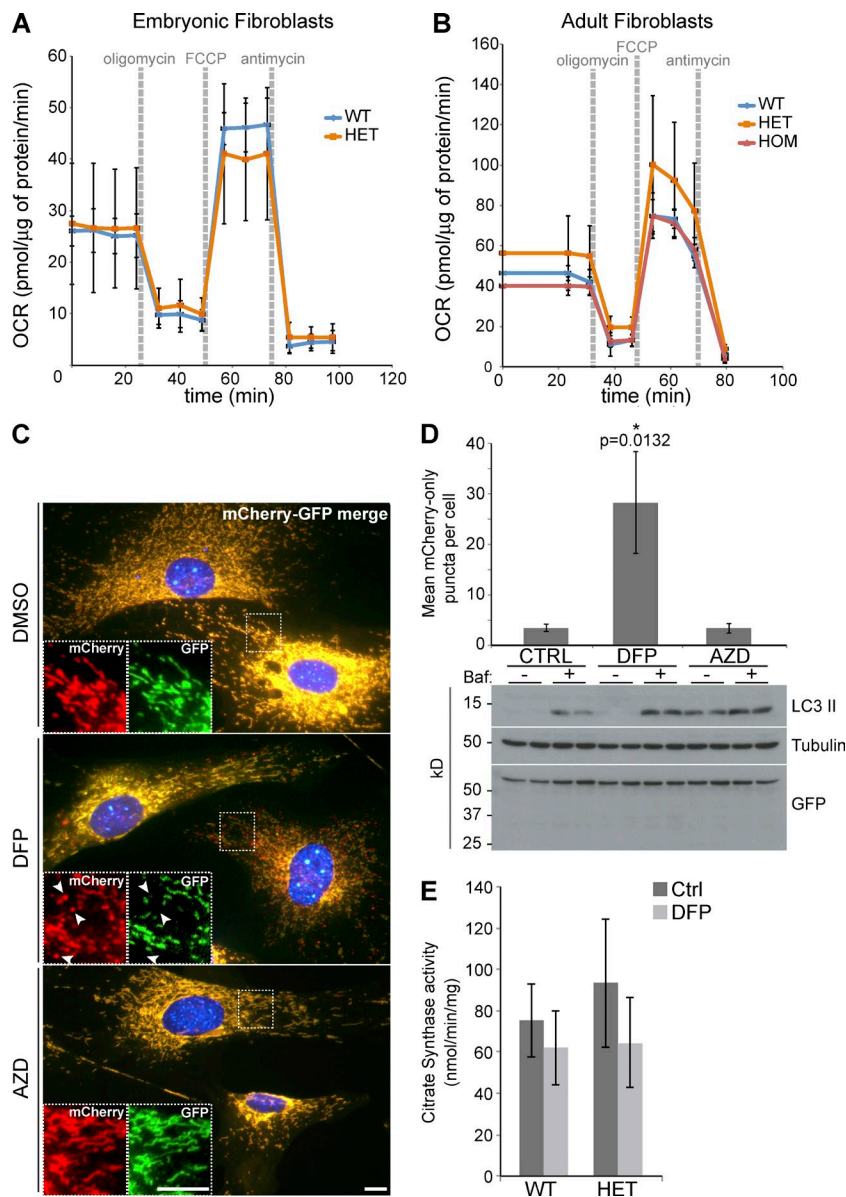 A
Embryonic Fibroblasts
oligomycin
FCCP
antimycin
60
50
40
30
20
10
0
OCR (pmol/µg of protein/min)
WT
HET
0 20 40 60 80 100 120
time (min)
B
Adult Fibroblasts
FCCP
oligomycin
antimycin
160
140
120
100
80
60
40
20
0
OCR (pmol/µg of protein/min)
WT
HET
HOM
0 20 40 60 80 100
time (min)
C
mCherry-GFP merge
DMSO
mCherry
GFP
DFP
mCherry
GFP
AZD
mCherry
GFP
D
*
p=0.0132
40
30
20
10
0
Mean mCherry-only
puncta per cell
CTRL DFP AZD
Baf: - + - + - +
15
LC3 II
50
Tubulin
kD
50
37
25
GFP
E
140
120
100
80
60
40
20
0
Citrate Synthase activity
(nmol/min/mg)
Ctrl
DFP
WT HET